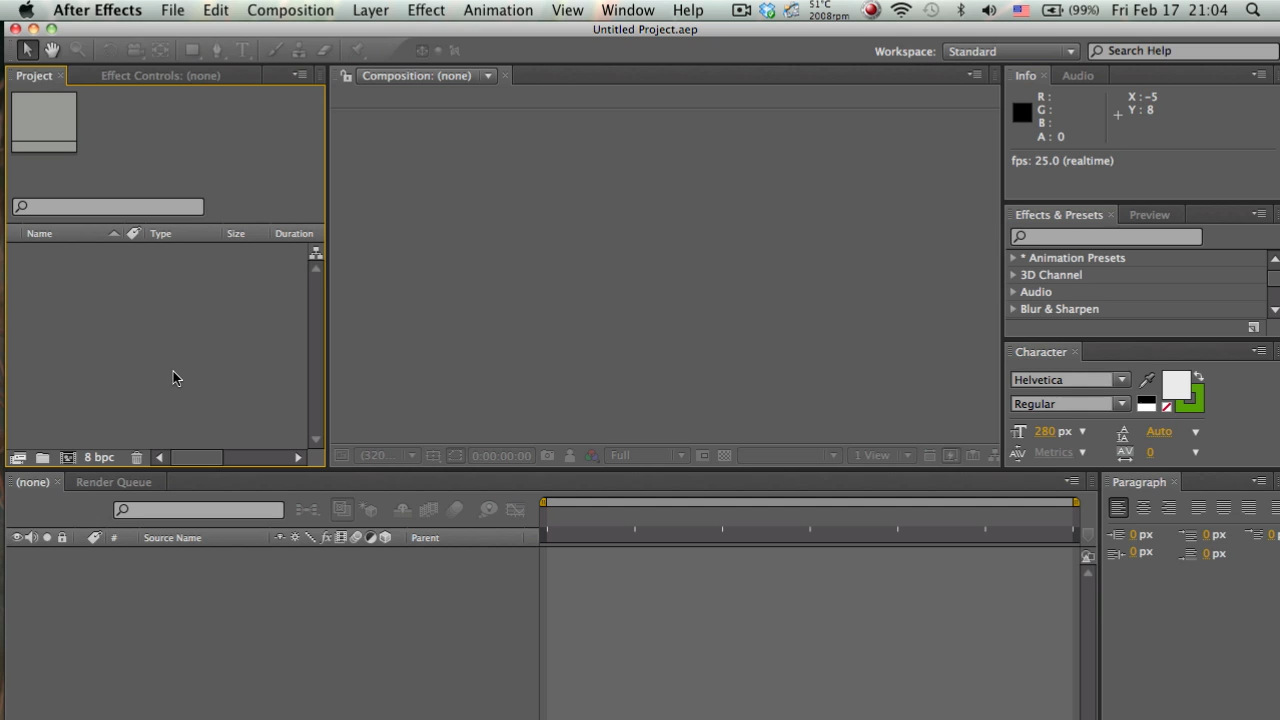 After Effects File Edit Composition Layer Effect Animation View Window Help 51°C 2008rpm (99%) Fri Feb 17 21:04
Untitled Project.aep
Workspace: Standard Search Help
Project Effect Controls: (none) Composition: (none) Info Audio
R : X : -5
G : Y : 8
B :
A : 0
fps: 25.0 (realtime)
Effects & Presets Preview
Name Type Size Duration
* Animation Presets
3D Channel
Audio
Blur & Sharpen
Character
Helvetica
Regular
280 px Auto
Metrics 0
8 bpc (320... 0:00:00:00 Full 1 View
(none) Render Queue Paragraph
# Source Name fx Parent
0 px 0 px 0
0 px 0 px